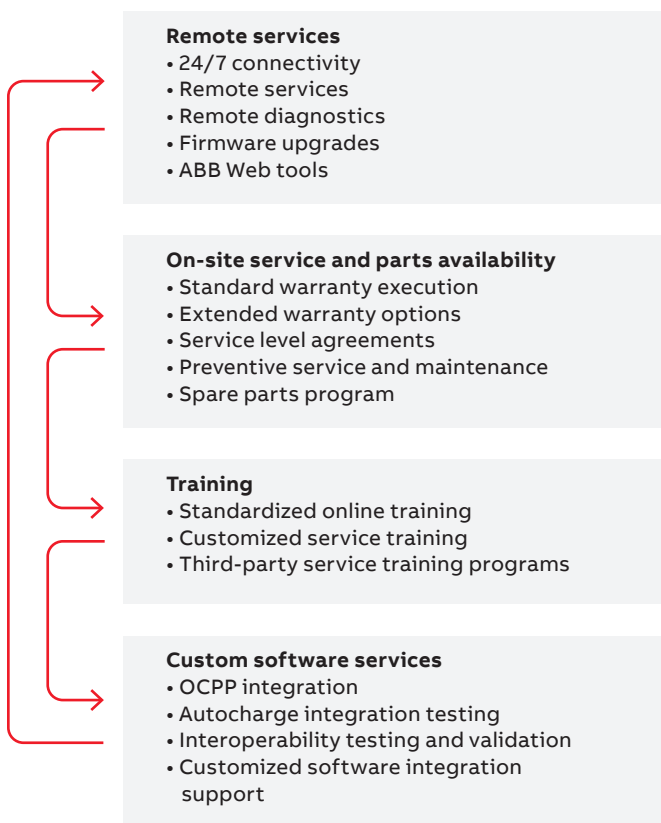 Remote services
• 24/7 connectivity
• Remote services
• Remote diagnostics
• Firmware upgrades
• ABB Web tools
On-site service and parts availability
• Standard warranty execution
• Extended warranty options
• Service level agreements
• Preventive service and maintenance
• Spare parts program
Training
• Standardized online training
• Customized service training
• Third-party service training programs
Custom software services
• OCPP integration
• Autocharge integration testing
• Interoperability testing and validation
• Customized software integration
support